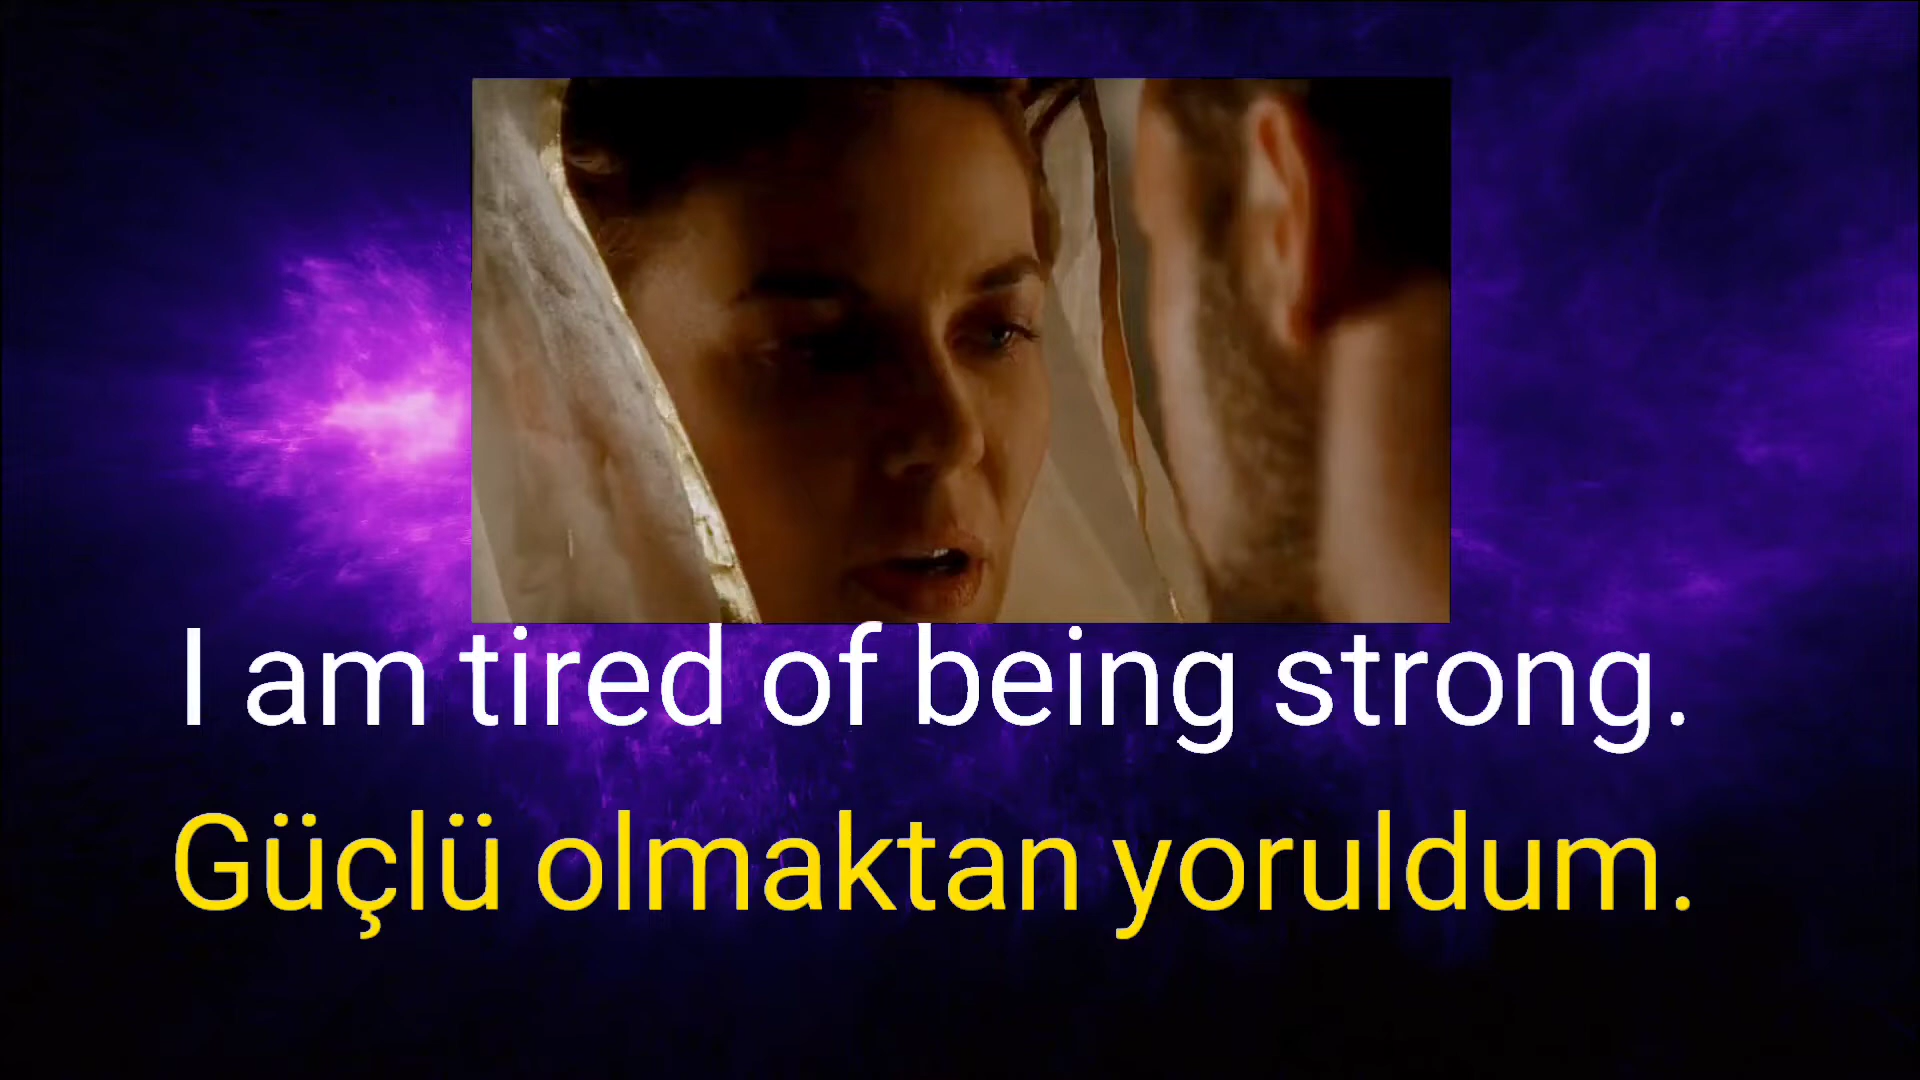 I am tired of being strong.
Güçlü olmaktan yoruldum.